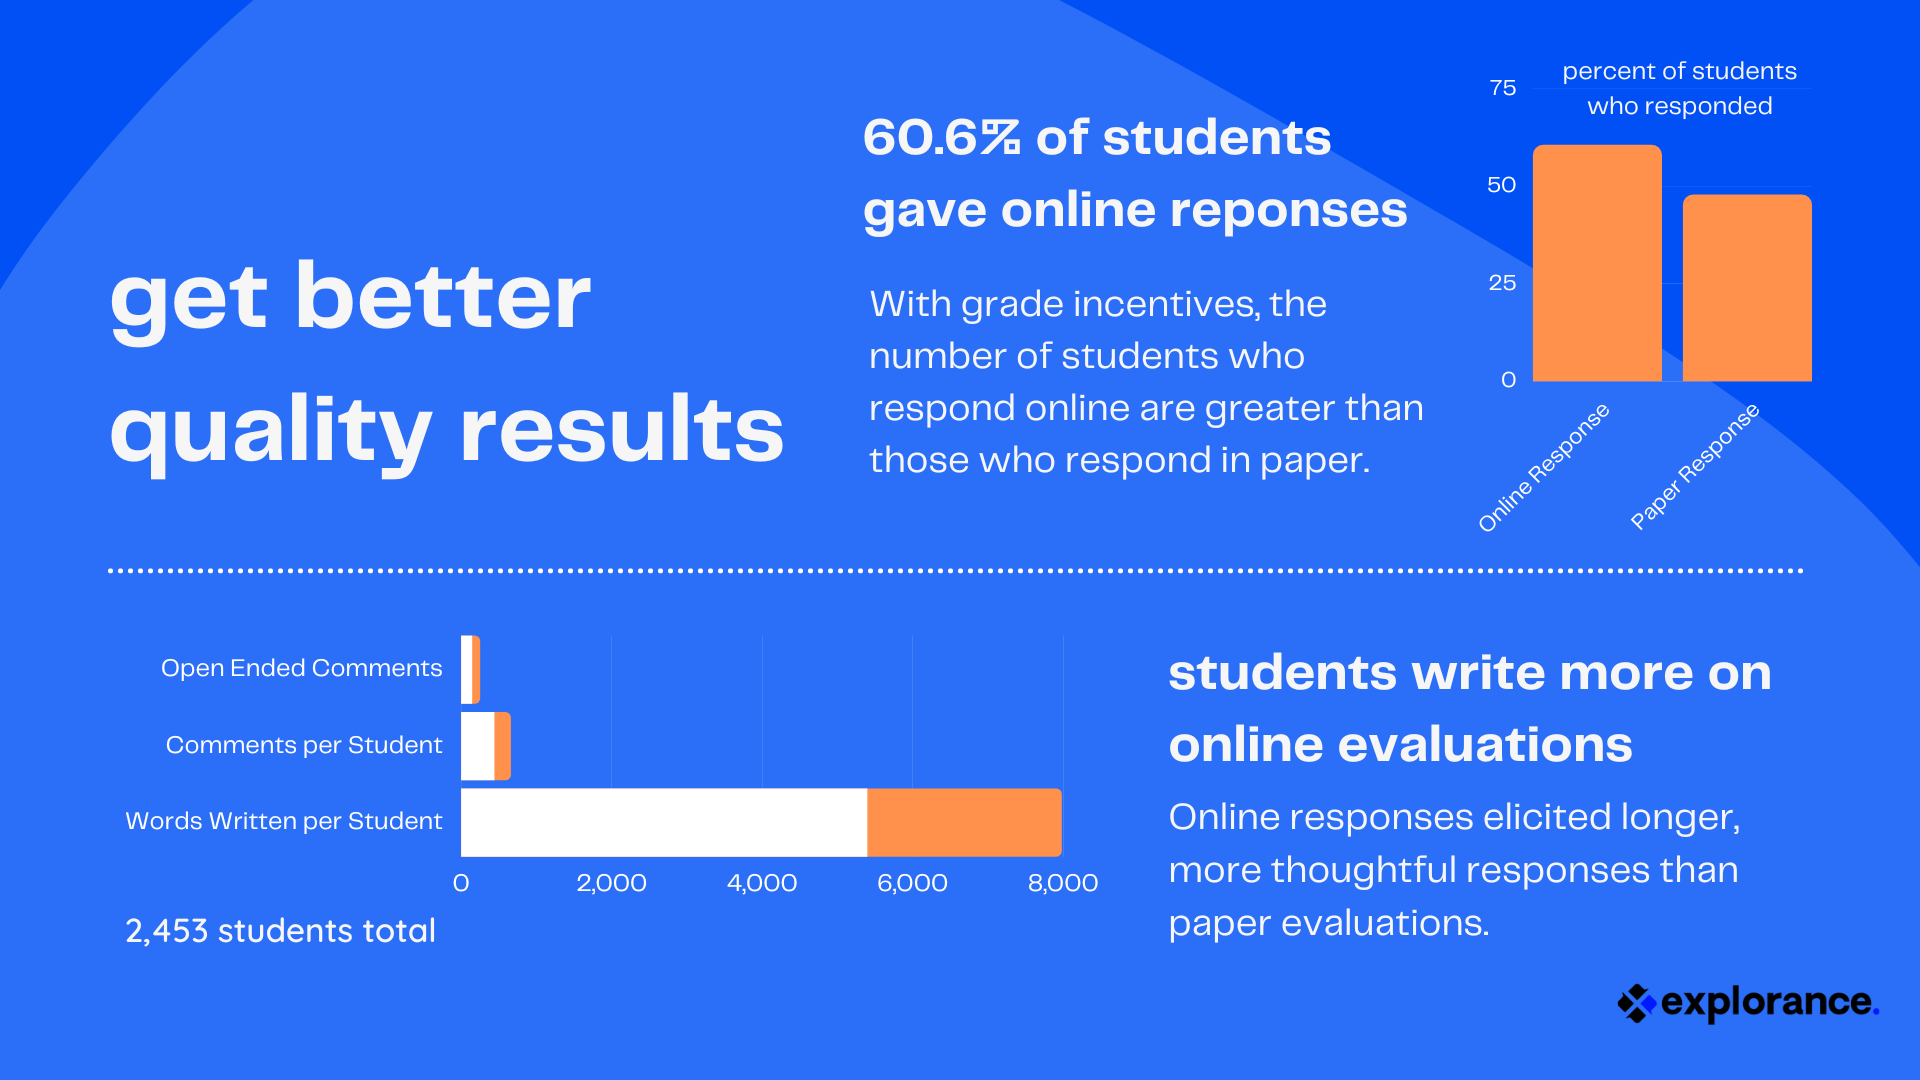 get better
quality results
60.6% of students
gave online reponses
With grade incentives, the
number of students who
respond online are greater than
those who respond in paper.
percent of students
who responded
75
50
25
0
Online Response
Paper Response
Open Ended Comments
Comments per Student
Words Written per Student
0
2,000
4,000
6,000
8,000
2,453 students total
students write more on
online evaluations
Online responses elicited longer,
more thoughtful responses than
paper evaluations.
explorance.